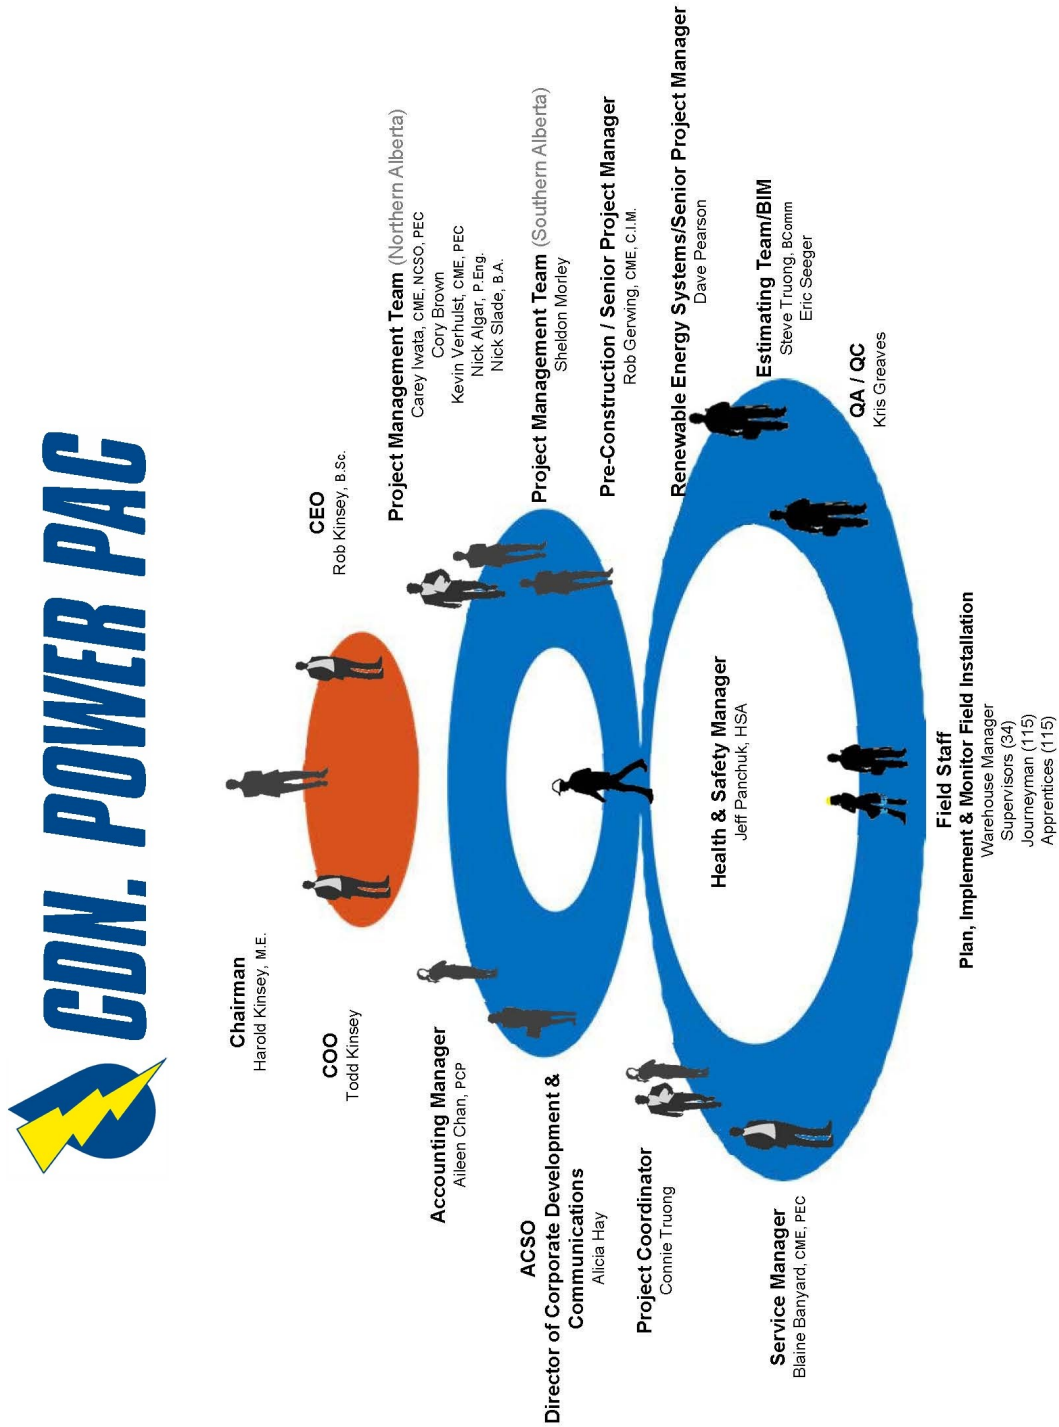 CDN. POWER PAC
Chairman
Harold Kinsey, M.E.
CEO
Rob Kinsey, B.Sc.
COO
Todd Kinsey
Project Management Team (Northern Alberta)
Carey Iwata, CME, NCSO, PEC
Cory Brown
Kevin Verhulst, CME, PEC
Nick Algar, P.Eng.
Nick Slade, B.A.
Accounting Manager
Aileen Chan, PCP
Project Management Team (Southern Alberta)
Sheldon Morley
ACSO
Director of Corporate Development &
Communications
Alicia Hay
Pre-Construction / Senior Project Manager
Rob Gerwing, CME, C.I.M.
Project Coordinator
Connie Truong
Renewable Energy Systems/Senior Project Manager
Dave Pearson
Health & Safety Manager
Jeff Panchuk, HSA
Estimating Team/BIM
Steve Truong, BComm
Eric Seeger
Service Manager
Blaine Banyard, CME, PEC
QA / QC
Kris Greaves
Field Staff
Plan, Implement & Monitor Field Installation
Warehouse Manager
Supervisors (34)
Journeyman (115)
Apprentices (115)